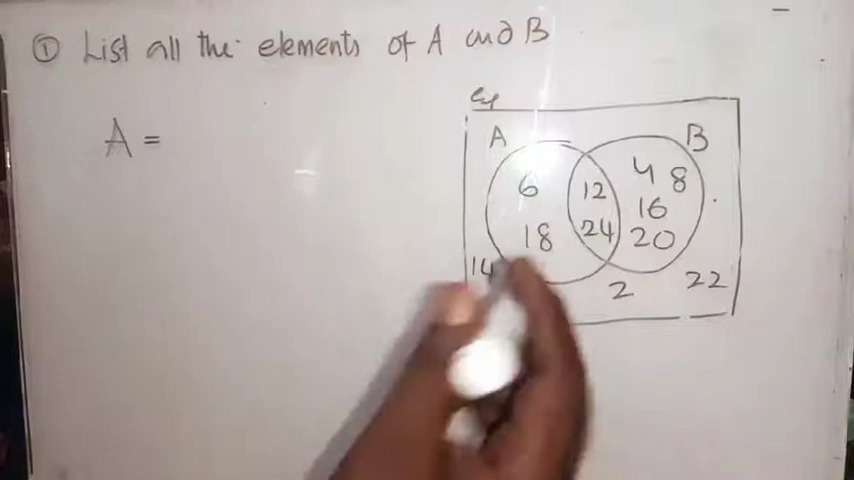 ① List all the elements of A and B
A =
A B
6 12 4 8
16
18 24 20
14 2 22